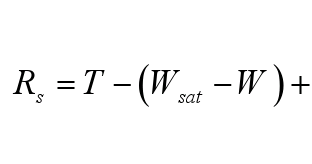 R_s = T − (W_sat − W) +